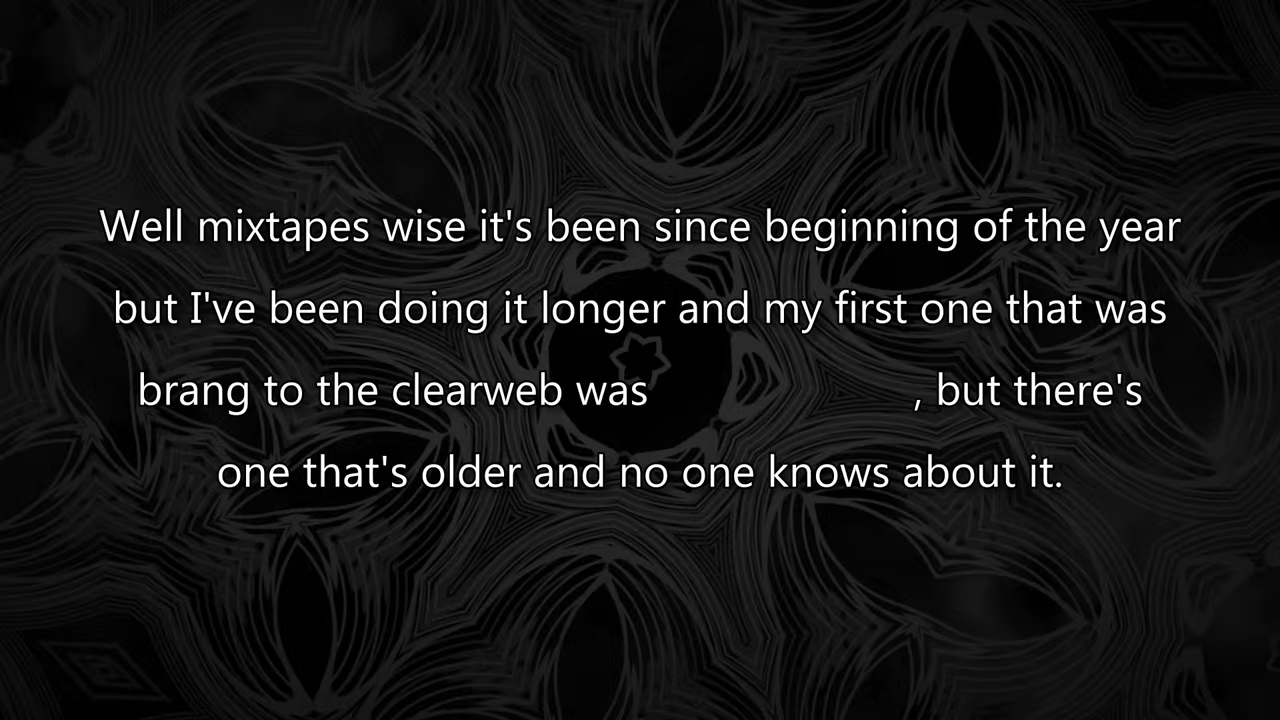 Well mixtapes wise it's been since beginning of the year
but I've been doing it longer and my first one that was
brang to the clearweb was , but there's
one that's older and no one knows about it.